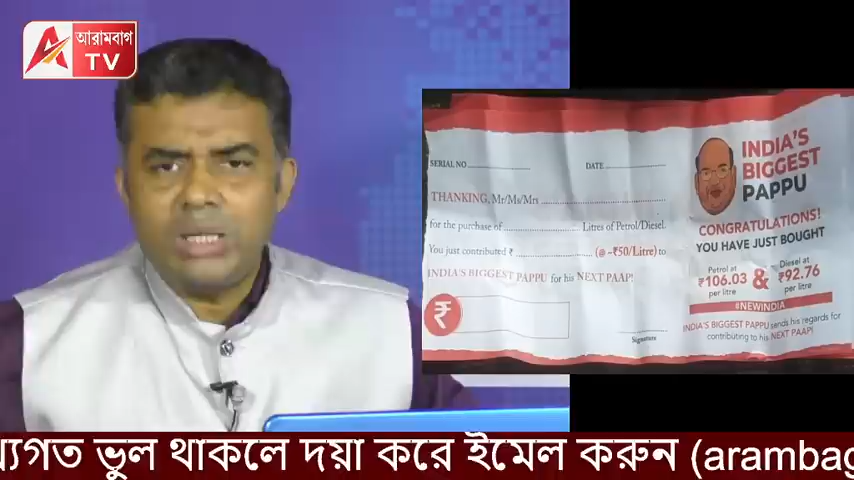 আরামবাগ
TV
SERIAL NO
DATE
THANKING, Mr/Ms/Mrs
for the purchase of Litres of Petrol/Diesel.
You just contributed ₹ (@ ~₹50/Litre) to
INDIA'S BIGGEST PAPPU for his NEXT PAAP!
₹
Signature
INDIA'S
BIGGEST
PAPPU
CONGRATULATIONS!
YOU HAVE JUST BOUGHT
Petrol at
₹106.03
per litre
&
Diesel at
₹92.76
per litre
#NEWINDIA
INDIA'S BIGGEST PAPPU sends his regards for
contributing to his NEXT PAAP!
ভুল থাকলে দয়া করে ইমেল করুন (arambag